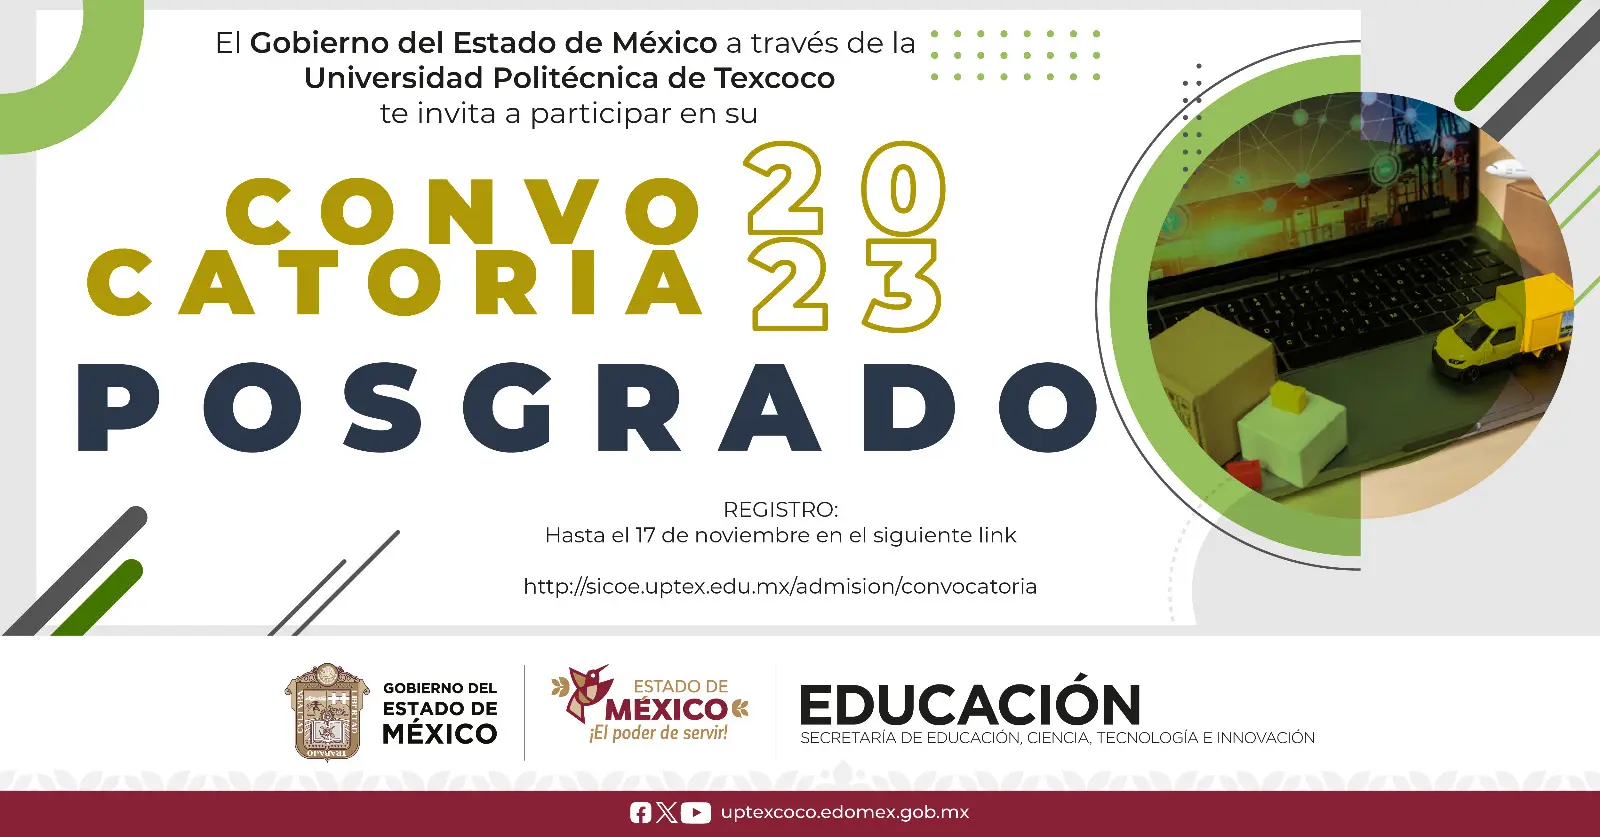 El Gobierno del Estado de México a través de la
Universidad Politécnica de Texcoco
te invita a participar en su
CONVO
CATORIA
20
23
POSGRADO
REGISTRO:
Hasta el 17 de noviembre en el siguiente link
http://sicoe.uptex.edu.mx/admision/convocatoria
CULTURA
LIBERTAD
TRABAJO
GOBIERNO DEL
ESTADO DE
MÉXICO
ESTADO DE
MÉXICO
¡El poder de servir!
EDUCACIÓN
SECRETARÍA DE EDUCACIÓN, CIENCIA, TECNOLOGÍA E INNOVACIÓN
uptexcoco.edomex.gob.mx